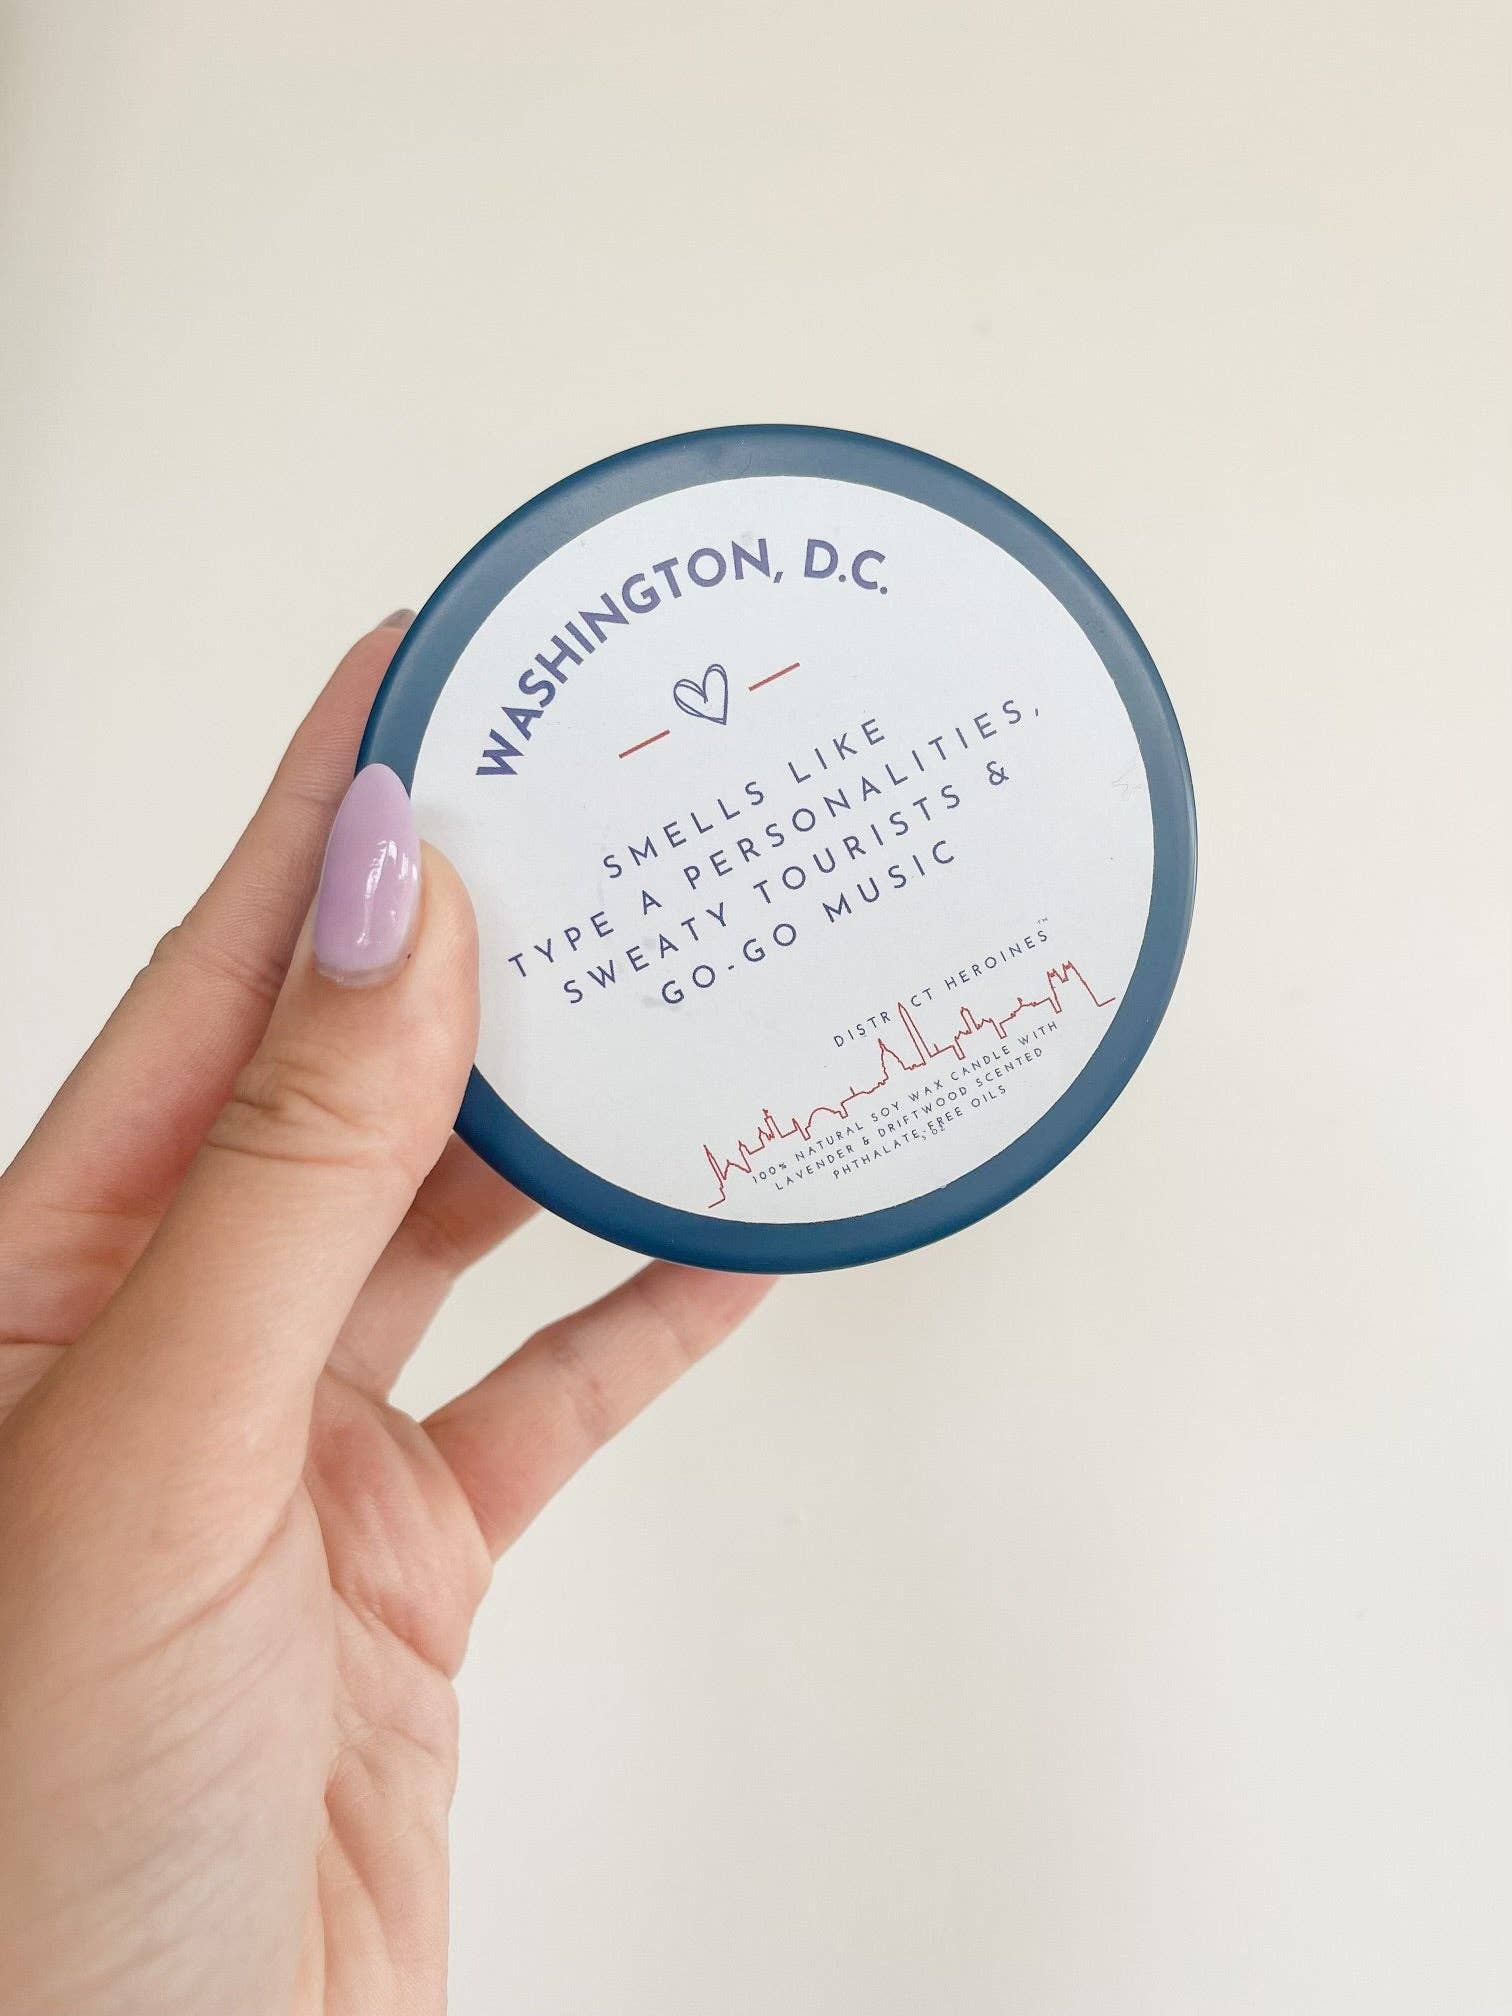 WASHINGTON, D.C.
SMELLS LIKE
TYPE A PERSONALITIES,
SWEATY TOURISTS &
GO-GO MUSIC
DISTR CT HEROINES™
100% NATURAL SOY WAX CANDLE WITH
LAVENDER & DRIFTWOOD SCENTED
PHTHALATE-FREE OILS